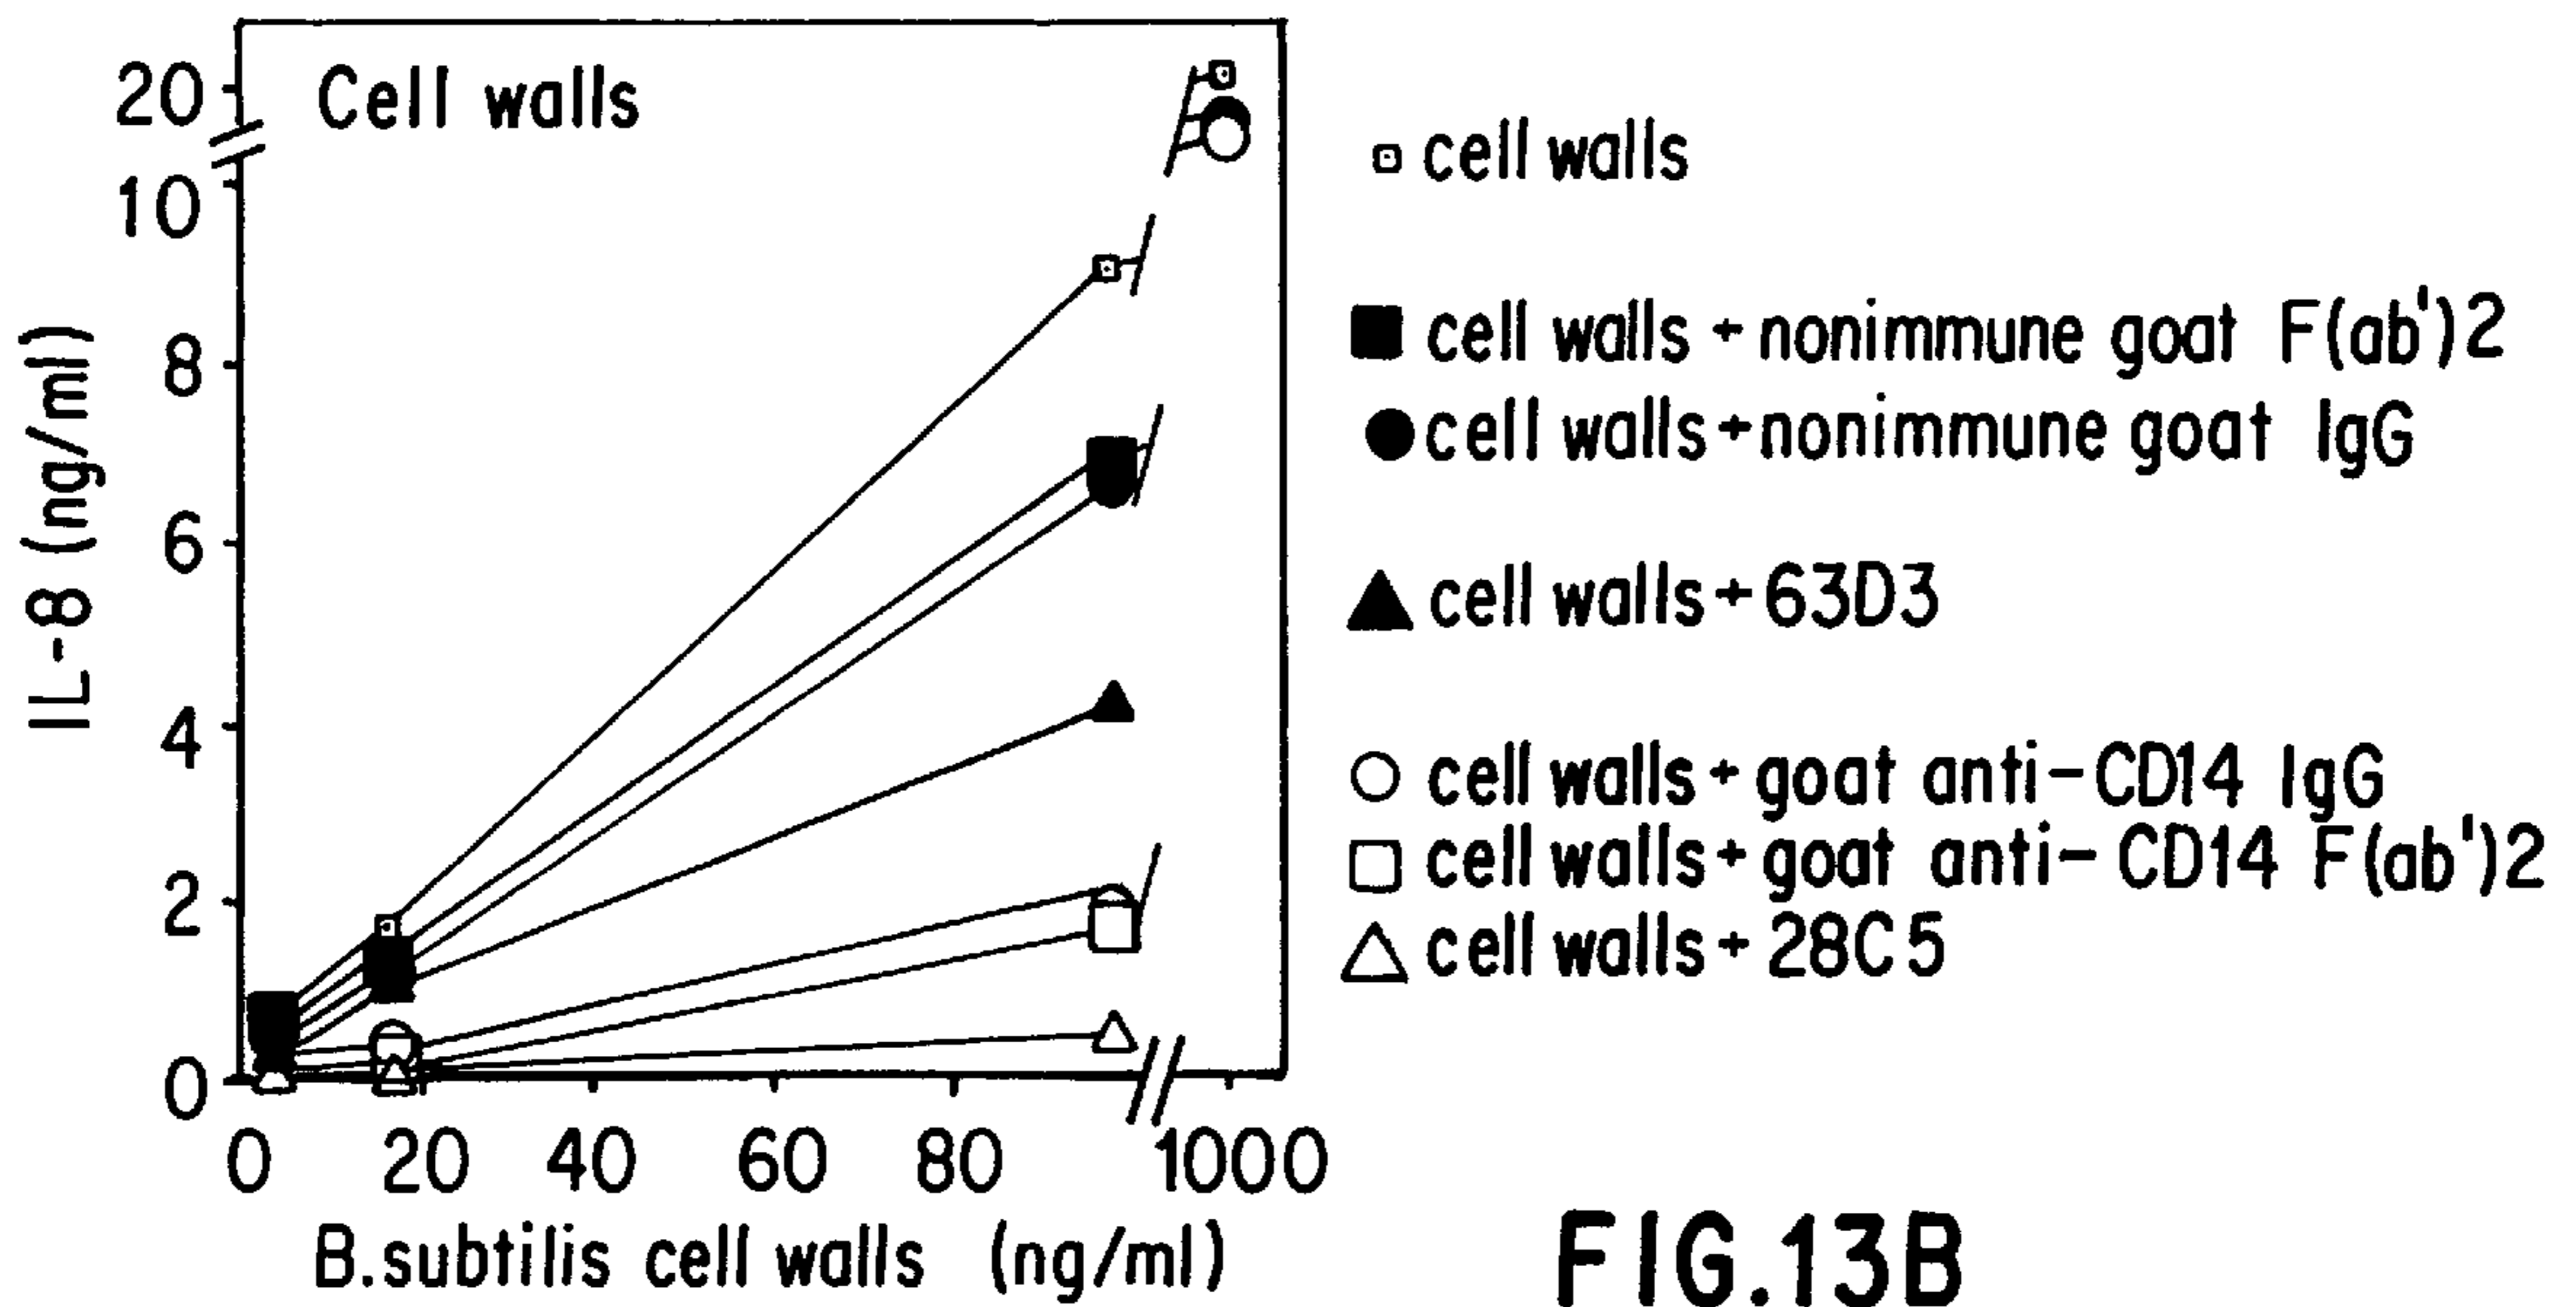 Cell walls
20
10
8
6
4
2
0
IL-8 (ng/ml)
0 20 40 60 80 1000
B.subtilis cell walls (ng/ml)
cell walls
cell walls + nonimmune goat F(ab')2
cell walls + nonimmune goat IgG
cell walls + 63D3
cell walls + goat anti-CD14 IgG
cell walls + goat anti-CD14 F(ab')2
cell walls + 28C5
FIG.13B